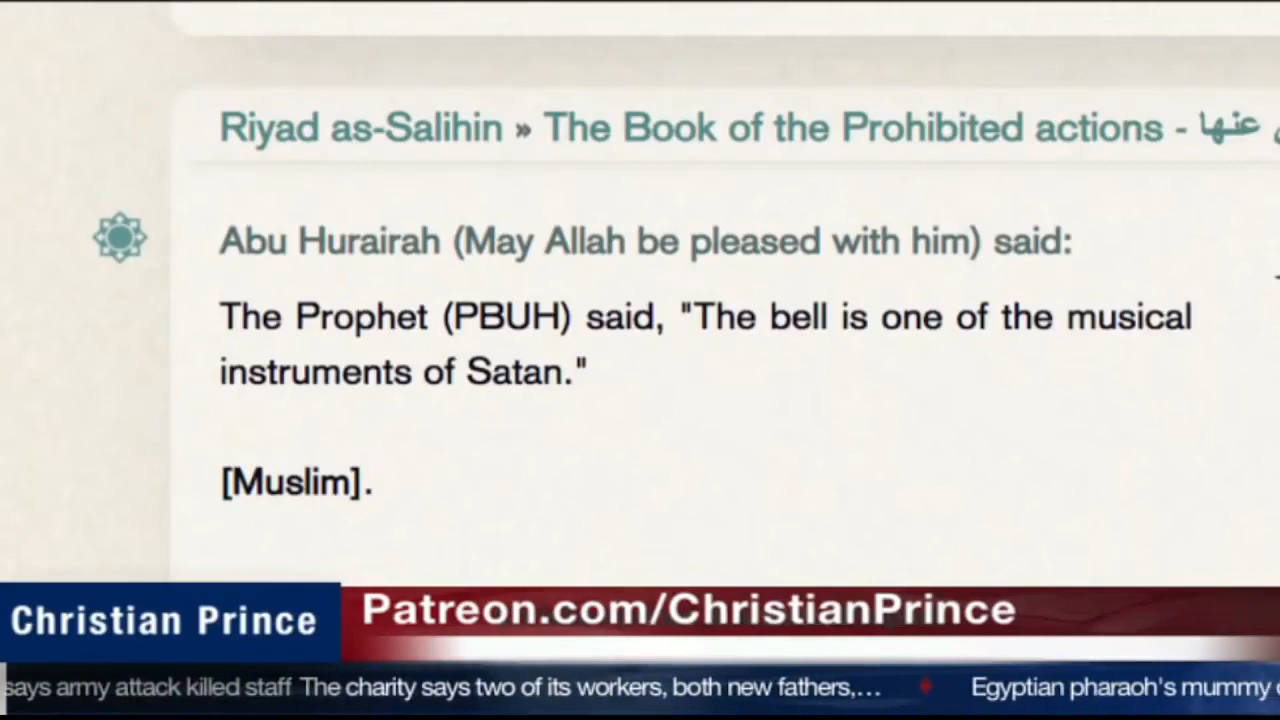 Riyad as-Salihin » The Book of the Prohibited actions - عنها
Abu Hurairah (May Allah be pleased with him) said:
The Prophet (PBUH) said, "The bell is one of the musical
instruments of Satan."
[Muslim].
Christian Prince
Patreon.com/ChristianPrince
says army attack killed staff The charity says two of its workers, both new fathers,... Egyptian pharaoh's mummy